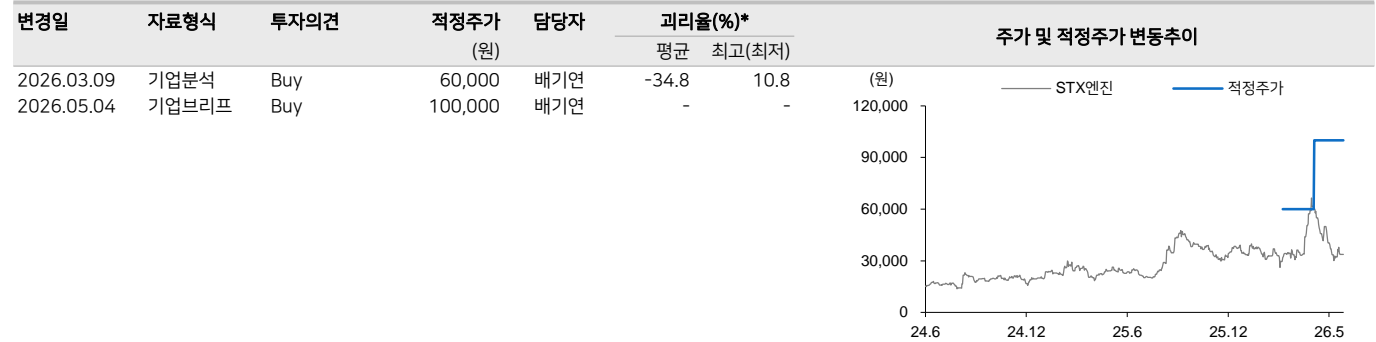 변경일 자료형식 투자의견 적정주가 담당자 괴리율(%)*
(원) 평균 최고(최저)
2026.03.09 기업분석 Buy 60,000 배기연 -34.8 10.8
2026.05.04 기업브리프 Buy 100,000 배기연 - -
주가 및 적정주가 변동추이
(원) STX엔진 적정주가
120,000
90,000
60,000
30,000
0
24.6 24.12 25.6 25.12 26.5